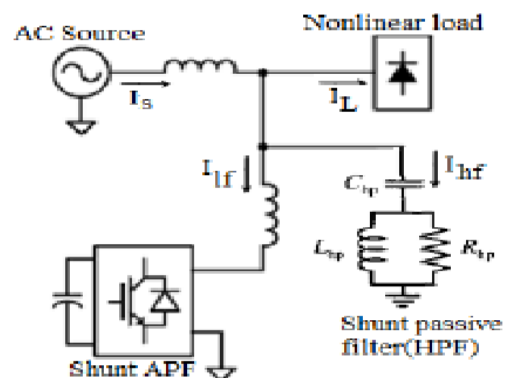 Nonlinear load
AC Source
Is
IL
Ilf
Ihf
Chp
Lhp
Rhp
Shunt passive
filter(HPF)
Shunt APF